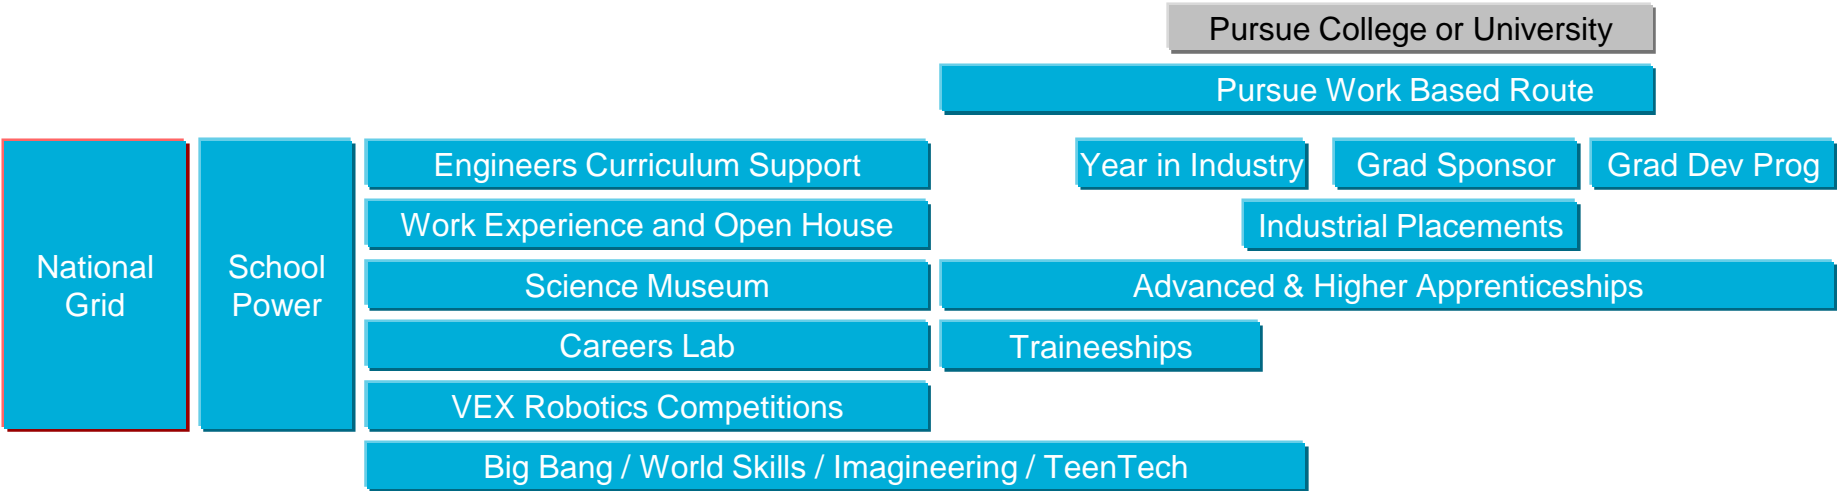 Pursue College or University
Pursue Work Based Route
National
Grid
School
Power
Engineers Curriculum Support
Year in Industry
Grad Sponsor
Grad Dev Prog
Work Experience and Open House
Industrial Placements
Science Museum
Advanced & Higher Apprenticeships
Careers Lab
Traineeships
VEX Robotics Competitions
Big Bang / World Skills / Imagineering / TeenTech